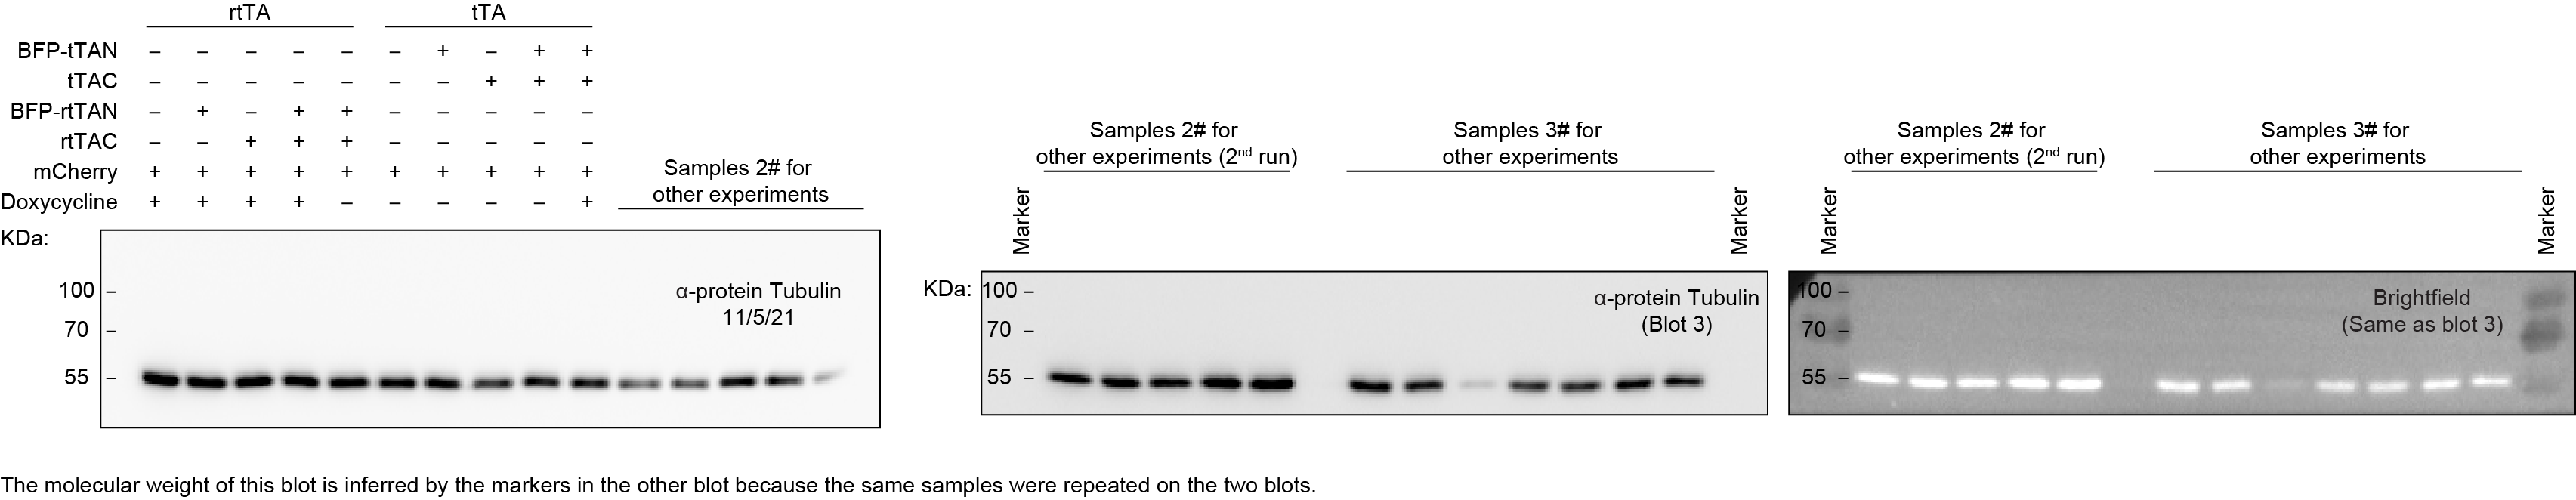 rtTA tTA
BFP-tTAN – – – – – – + – + +
tTAC – – – – – – – + + +
BFP-rtTAN – + – + + – – – – –
rtTAC – – + + + – – – – –
mCherry + + + + + + + + + +
Doxycycline + + + + – – – – – +
Samples 2# for
other experiments
KDa:
100 –
70 –
55 –
α-protein Tubulin
11/5/21
Marker
Samples 2# for
other experiments (2nd run)
Samples 3# for
other experiments
Marker
KDa: 100 –
70 –
55 –
α-protein Tubulin
(Blot 3)
Marker
Samples 2# for
other experiments (2nd run)
Samples 3# for
other experiments
Marker
100 –
70 –
55 –
Brightfield
(Same as blot 3)
The molecular weight of this blot is inferred by the markers in the other blot because the same samples were repeated on the two blots.